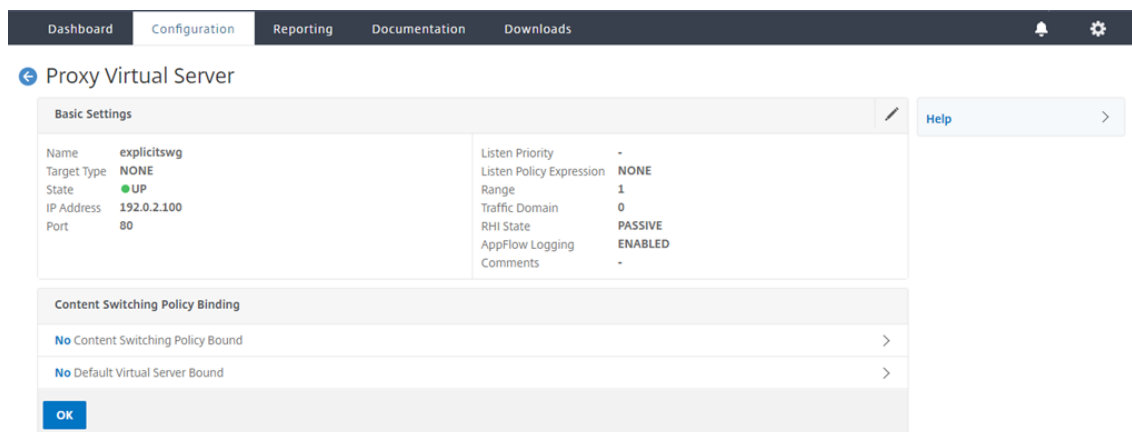 Dashboard Configuration Reporting Documentation Downloads
Proxy Virtual Server
Basic Settings
Help
Name explicitswg
Target Type NONE
State UP
IP Address 192.0.2.100
Port 80
Listen Priority -
Listen Policy Expression NONE
Range 1
Traffic Domain 0
RHI State PASSIVE
AppFlow Logging ENABLED
Comments -
Content Switching Policy Binding
No Content Switching Policy Bound
No Default Virtual Server Bound
OK